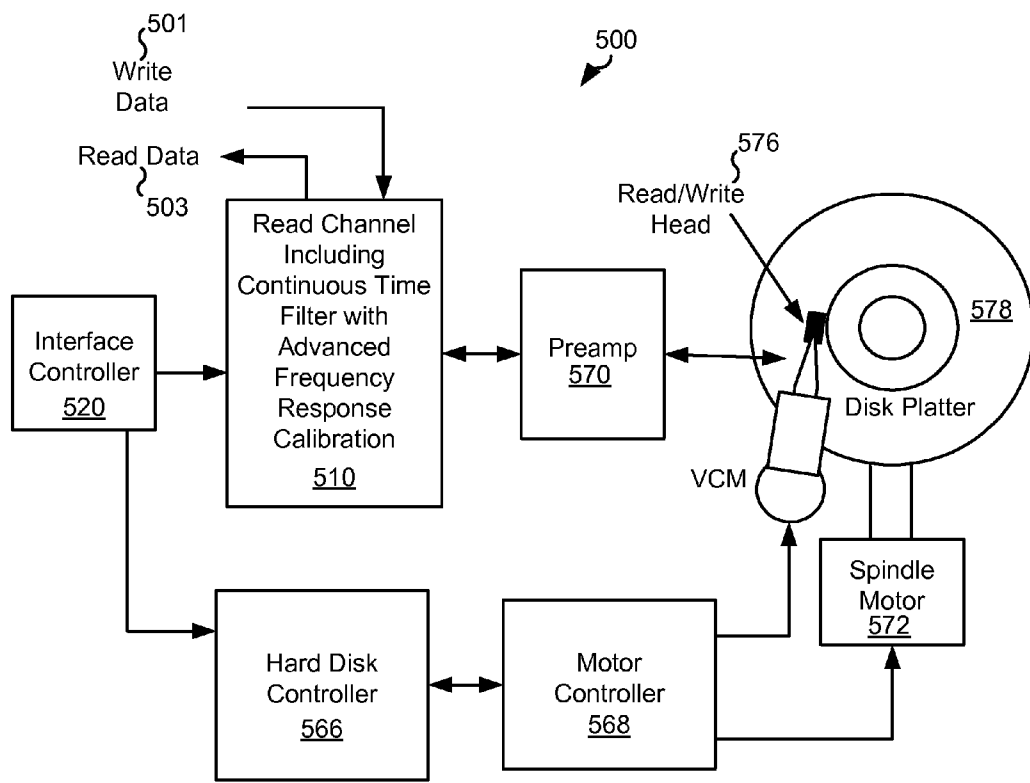 501
Write
Data
500
Read Data
503
576
Read/Write
Head
Read Channel
Including
Continuous Time
Filter with
Advanced
Frequency
Response
Calibration
510
Interface
Controller
520
Preamp
570
578
Disk Platter
VCM
Spindle
Motor
572
Hard Disk
Controller
566
Motor
Controller
568